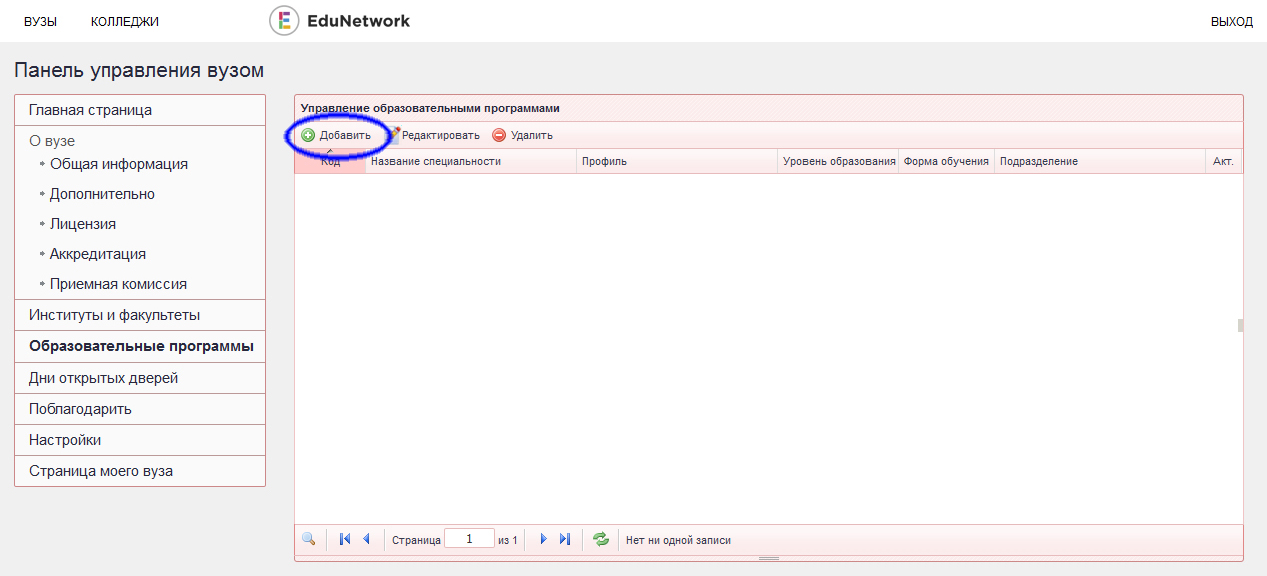 ВУЗЫ КОЛЛЕДЖИ EduNetwork ВЫХОД
Панель управления вузом
Главная страница
О вузе
Общая информация
Дополнительно
Лицензия
Аккредитация
Приемная комиссия
Институты и факультеты
Образовательные программы
Дни открытых дверей
Поблагодарить
Настройки
Страница моего вуза
Управление образовательными программами
Добавить Редактировать Удалить
Код Название специальности Профиль Уровень образования Форма обучения Подразделение Акт.
Страница 1 из 1 Нет ни одной записи